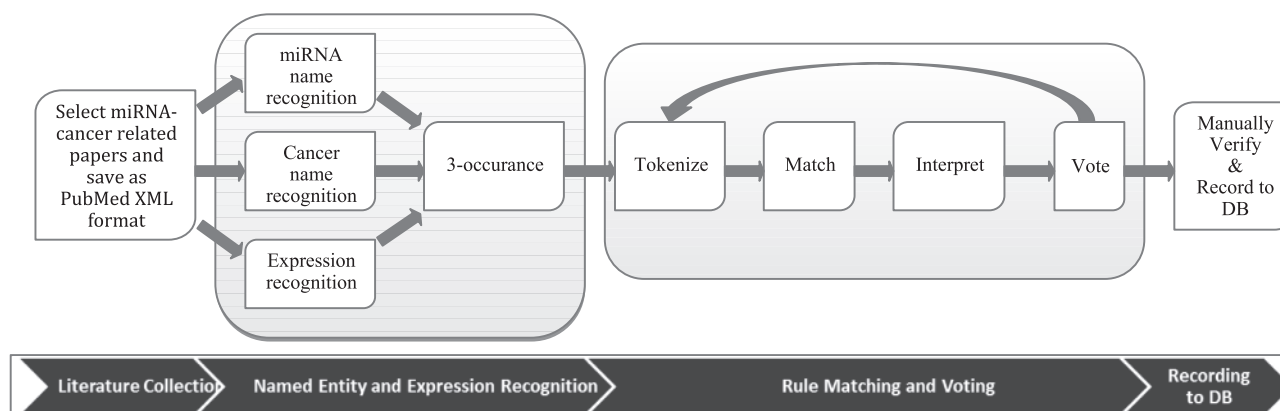 Select miRNA-
cancer related
papers and
save as
PubMed XML
format
miRNA
name
recognition
Cancer
name
recognition
Expression
recognition
3-occurance
Tokenize
Match
Interpret
Vote
Manually
Verify
&
Record to
DB
Literature Collection
Named Entity and Expression Recognition
Rule Matching and Voting
Recording
to DB